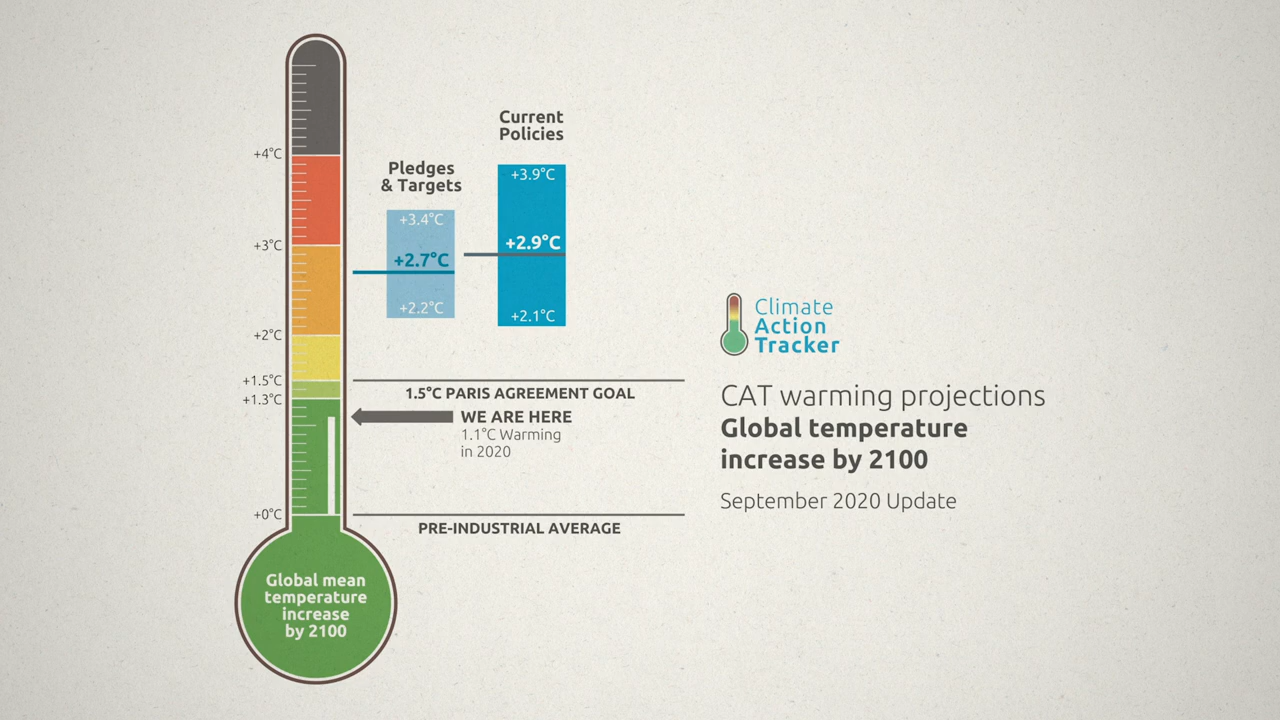 +4°C
+3°C
+2°C
+1.5°C
+1.3°C
+0°C
Global mean
temperature
increase
by 2100
Pledges
& Targets
+3.4°C
+2.7°C
+2.2°C
Current
Policies
+3.9°C
+2.9°C
+2.1°C
1.5°C PARIS AGREEMENT GOAL
WE ARE HERE
1.1°C Warming
in 2020
PRE-INDUSTRIAL AVERAGE
Climate
Action
Tracker
CAT warming projections
Global temperature
increase by 2100
September 2020 Update